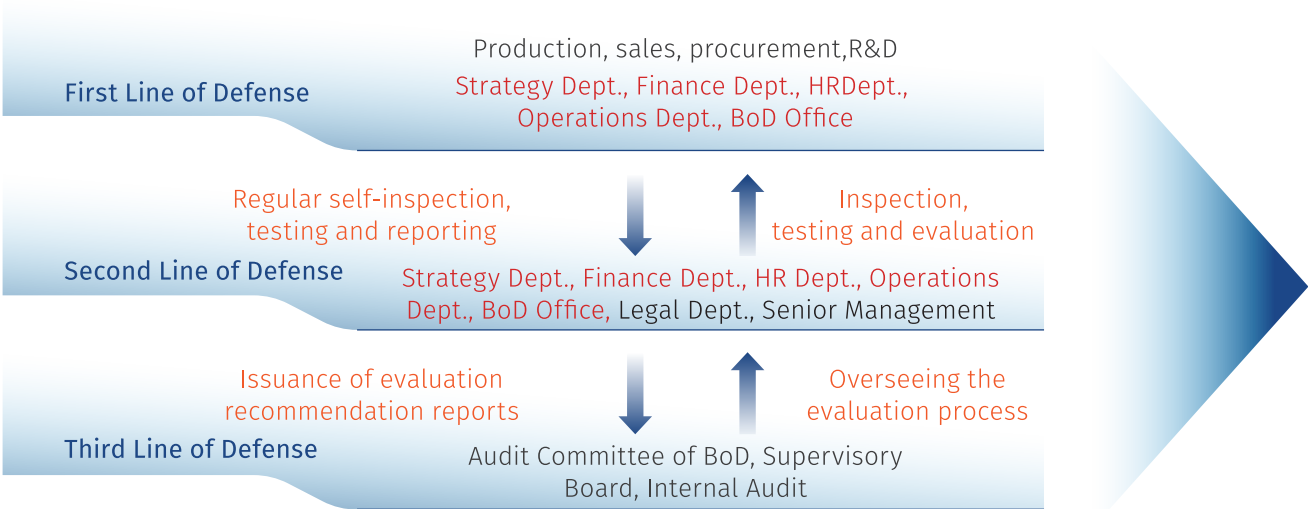 Production, sales, procurement,R&D
First Line of Defense
Strategy Dept., Finance Dept., HRDept.,
Operations Dept., BoD Office
Regular self-inspection,
testing and reporting
Inspection,
testing and evaluation
Second Line of Defense
Strategy Dept., Finance Dept., HR Dept., Operations
Dept., BoD Office, Legal Dept., Senior Management
Issuance of evaluation
recommendation reports
Overseeing the
evaluation process
Third Line of Defense
Audit Committee of BoD, Supervisory
Board, Internal Audit